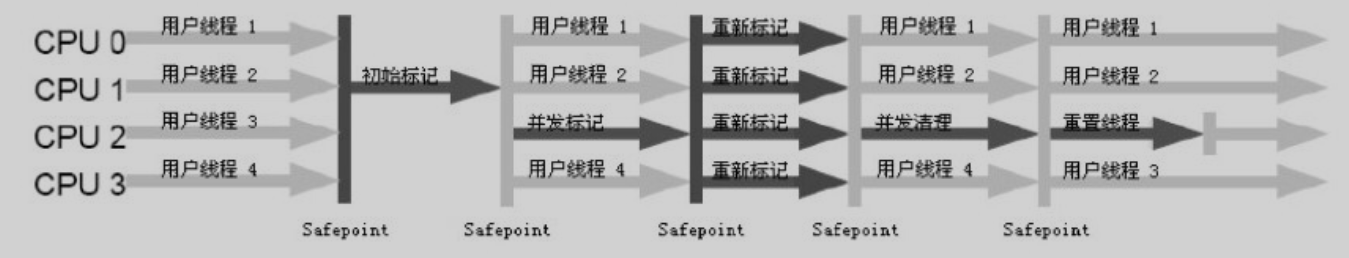 CPU 0 用户线程 1 用户线程 1 重新标记 用户线程 1 用户线程 1
CPU 1 用户线程 2 初始标记 用户线程 2 重新标记 用户线程 2 用户线程 2
CPU 2 用户线程 3 并发标记 重新标记 并发清理 重置线程
CPU 3 用户线程 4 用户线程 4 重新标记 用户线程 4 用户线程 3
Safepoint Safepoint Safepoint Safepoint Safepoint